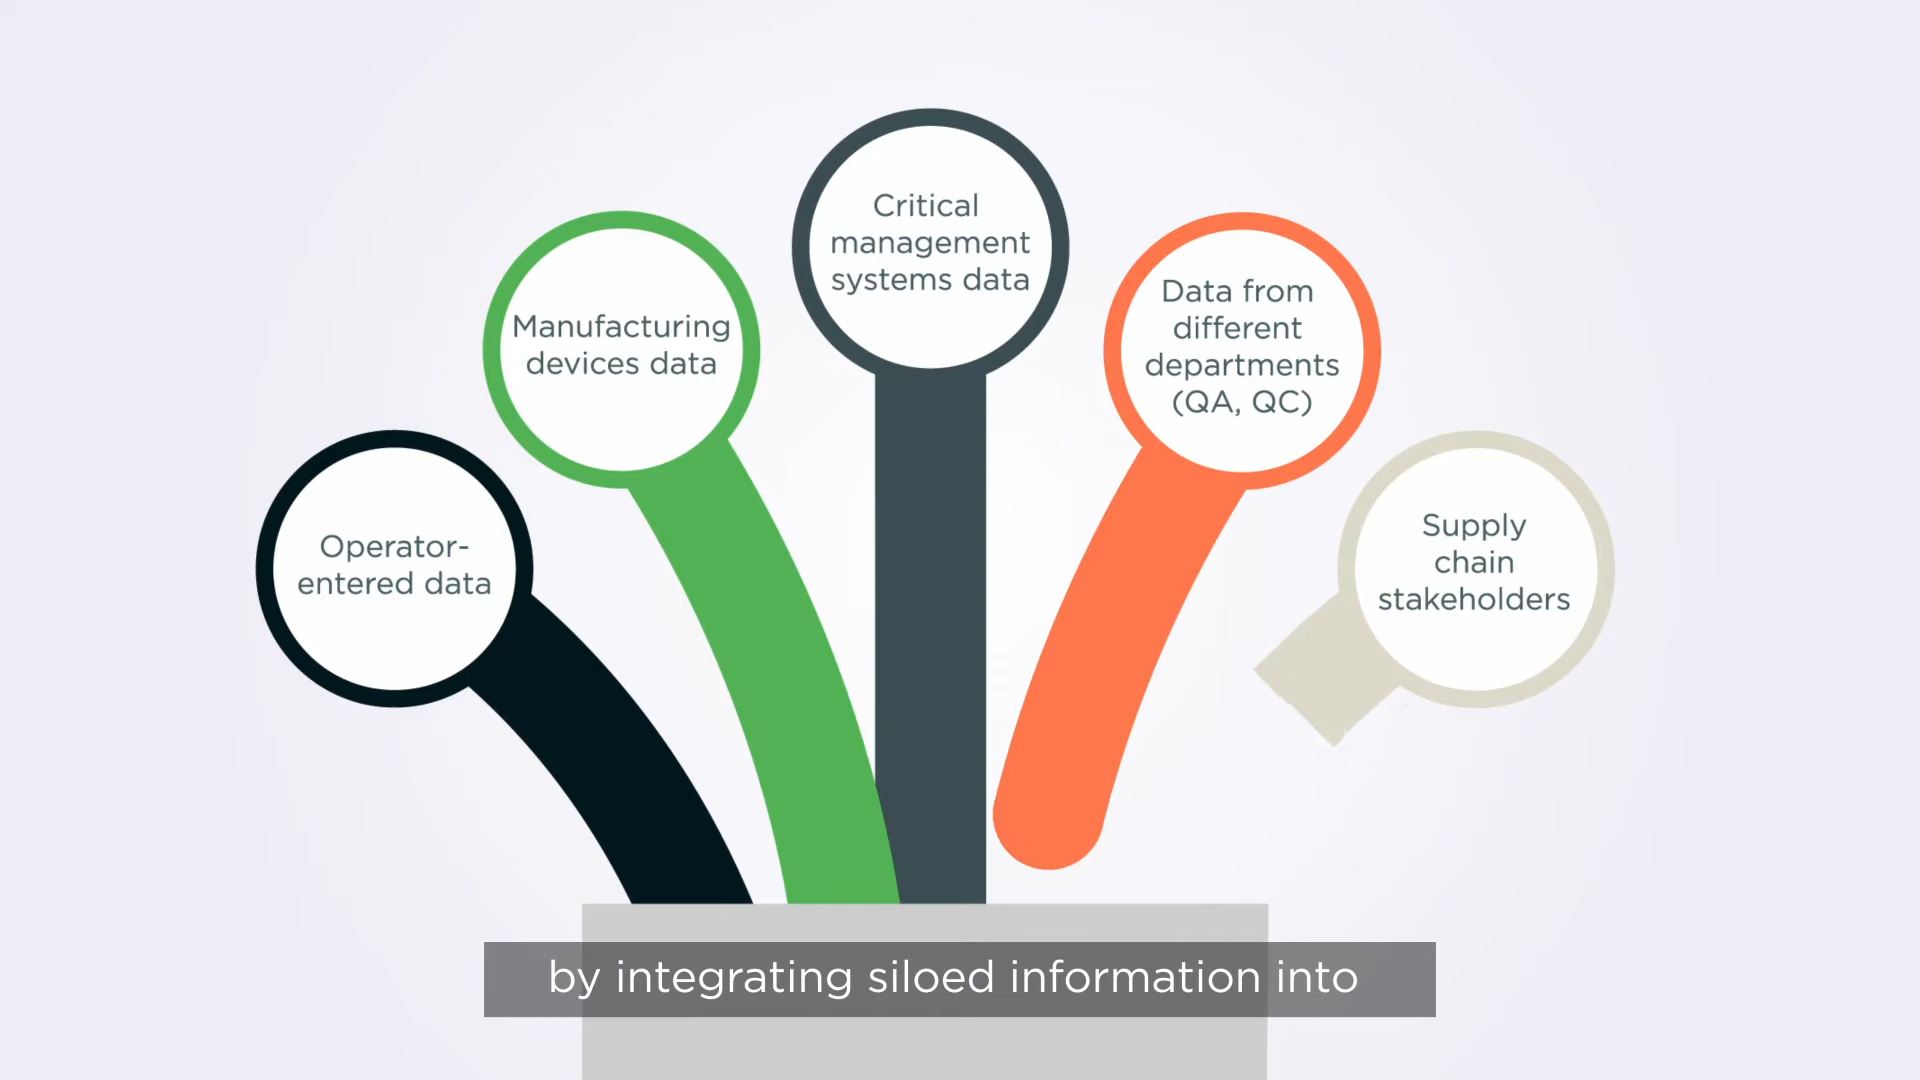 Critical
management
systems data
Manufacturing
devices data
Data from
different
departments
(QA, QC)
Operator-
entered data
Supply
chain
stakeholders
by integrating siloed information into